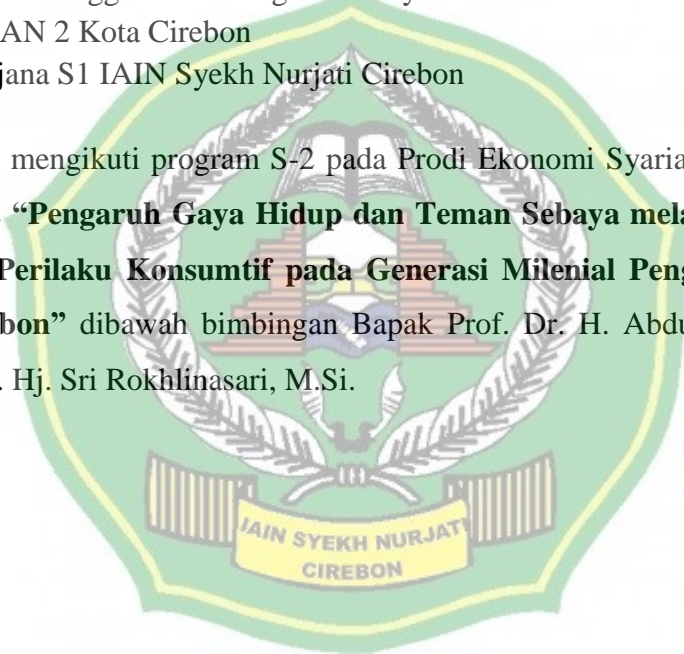 AN 2 Kota Cirebon
jana S1 IAIN Syekh Nurjati Cirebon
mengikuti program S-2 pada Prodi Ekonomi Syaria
“Pengaruh Gaya Hidup dan Teman Sebaya mela
Perilaku Konsumtif pada Generasi Milenial Peng
bon” dibawah bimbingan Bapak Prof. Dr. H. Abdu
. Hj. Sri Rokhlinasari, M.Si.
IAIN SYEKH NURJATI
CIREBON